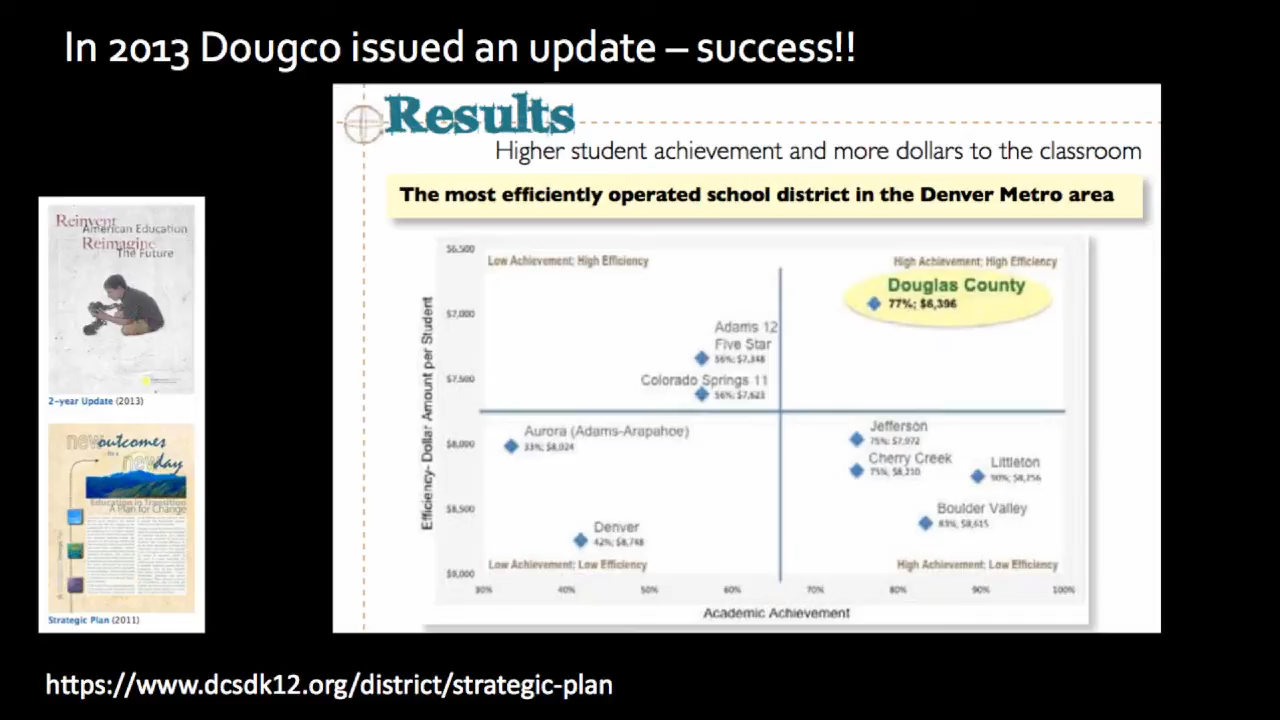 In 2013 Dougco issued an update – success!!
Results
Higher student achievement and more dollars to the classroom
The most efficiently operated school district in the Denver Metro area
Reinvent
American Education
Reimagine
The Future
2-year Update (2013)
new outcomes
for a
new day
Education in Transition
A Plan for Change
Strategic Plan (2011)
Efficiency- Dollar Amount per Student
$6,500
$7,000
$7,500
$8,000
$8,500
$9,000
Low Achievement; High Efficiency
High Achievement; High Efficiency
Douglas County
77%; $6,396
Adams 12
Five Star
56%; $7,348
Colorado Springs 11
56%; $7,623
Aurora (Adams-Arapahoe)
33%; $8,024
Jefferson
75%; $7,972
Cherry Creek
75%; $8,210
Littleton
90%; $8,256
Boulder Valley
83%, $8,615
Denver
42%; $8,748
Low Achievement; Low Efficiency
High Achievement; Low Efficiency
30%
40%
50%
60%
70%
80%
90%
100%
Academic Achievement
https://www.dcsdk12.org/district/strategic-plan